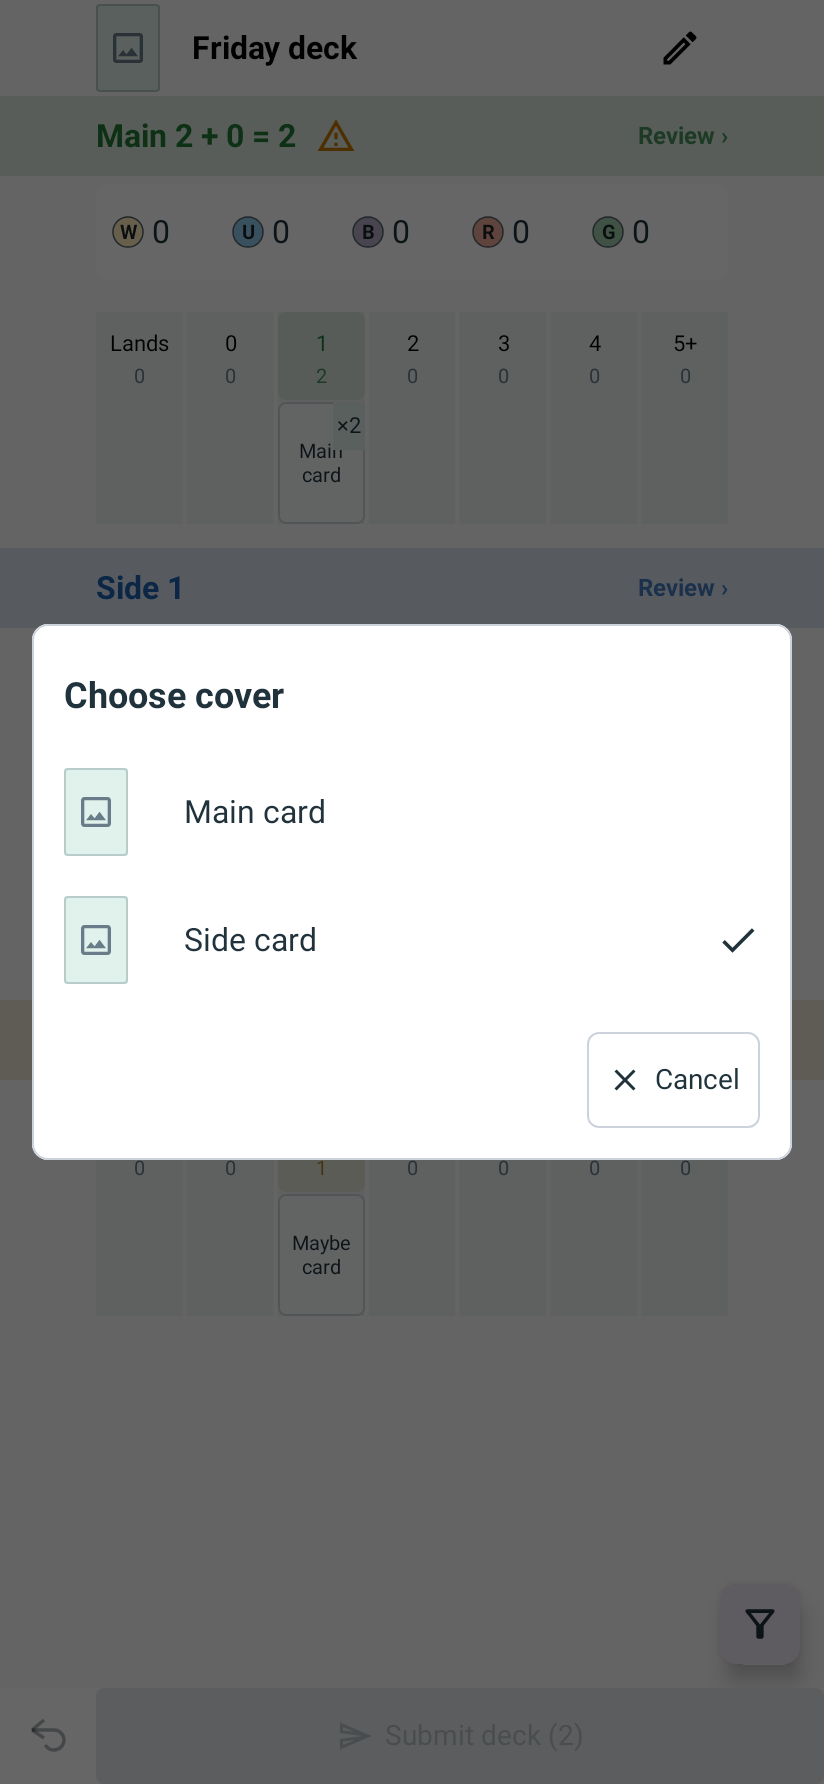 Friday deck
Main 2 + 0 = 2
Review ›
W 0 U 0 B 0 R 0 G 0
Lands 0 1 2 3 4 5+
0 0 2 0 0 0 0
×2
Main
card
Side 1
Review ›
Choose cover
Main card
Side card
Cancel
0 0 1 0 0 0 0
Maybe
card
Submit deck (2)